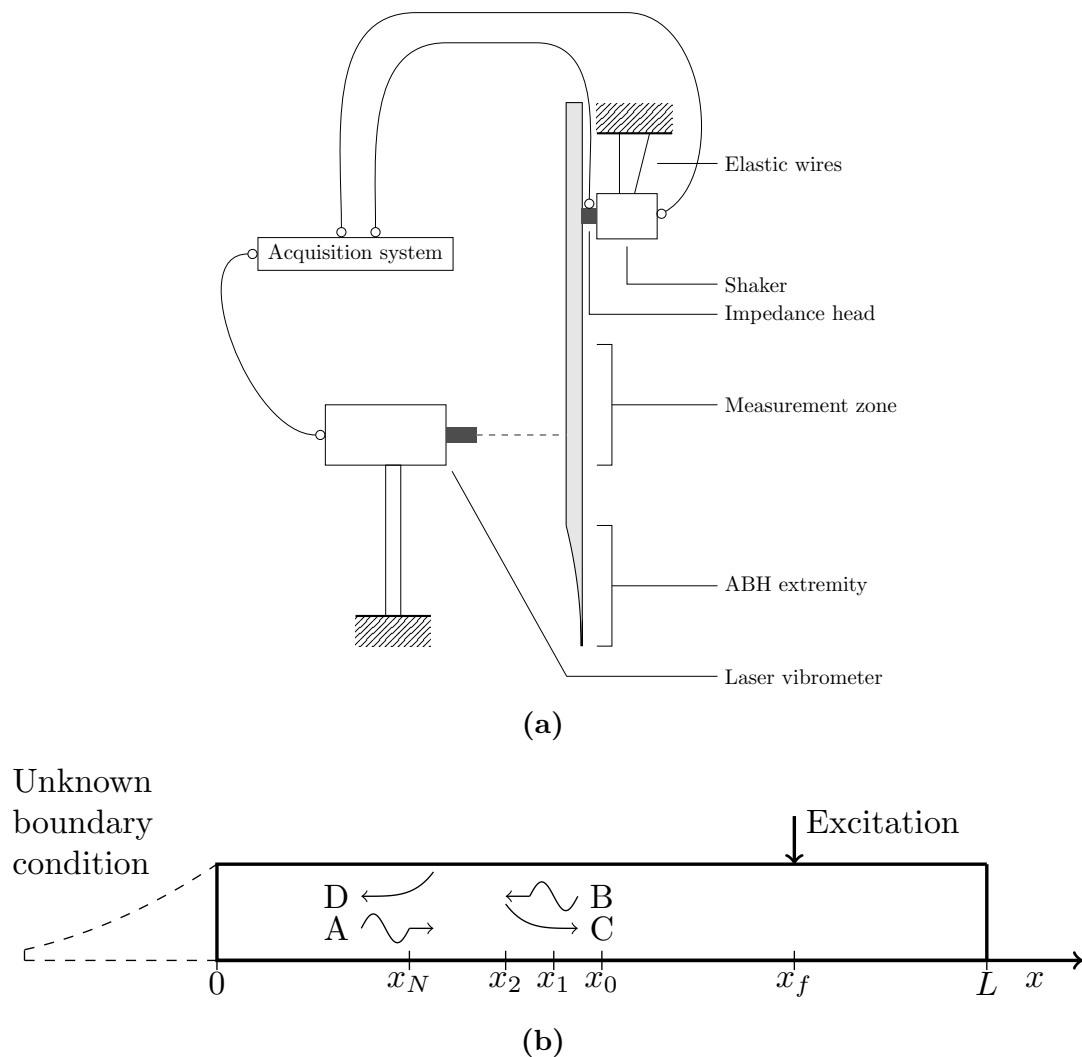 Elastic wires
Acquisition system
Shaker
Impedance head
Measurement zone
ABH extremity
Laser vibrometer
(a)
Unknown
boundary
condition
Excitation
D
B
A
C
0
x_N
x_2
x_1
x_0
x_f
L
x
(b)